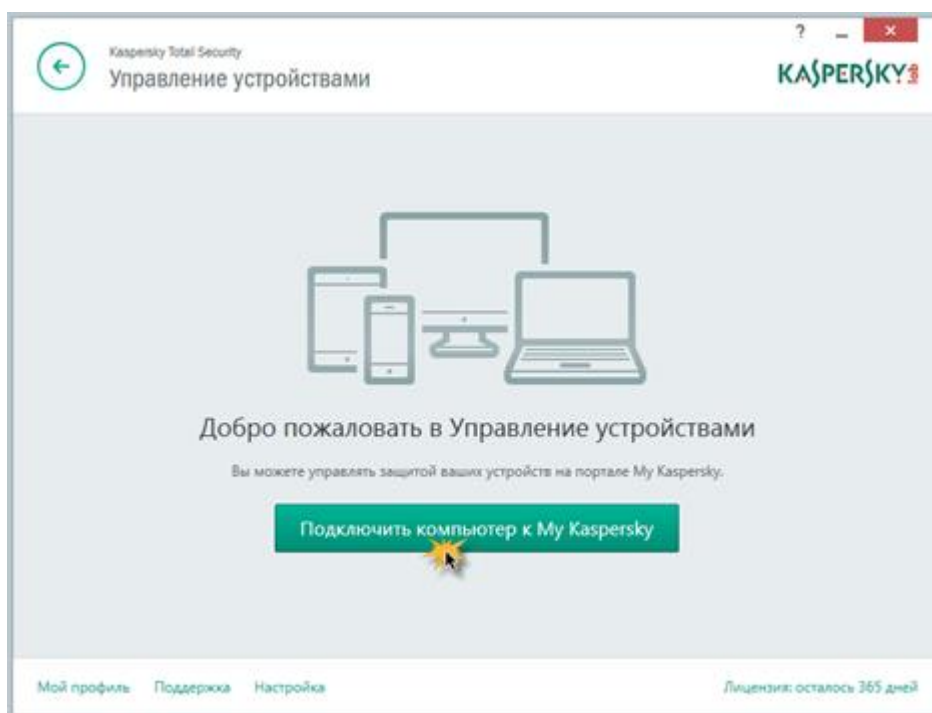 Kaspersky Total Security
Управление устройствами
? _ ×
KASPERSKY lab
Добро пожаловать в Управление устройствами
Вы можете управлять защитой ваших устройств на портале My Kaspersky.
Подключить компьютер к My Kaspersky
Мой профиль Поддержка Настройка
Лицензия: осталось 365 дней